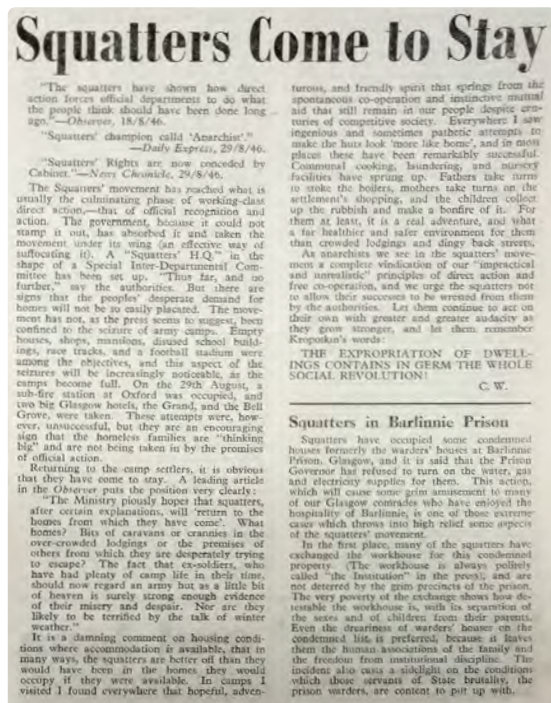 Squatters Come to Stay
"The squatters have shown how direct
action forces official departments to do what
the people think should have been done long
ago."—Observer, 18/8/46.
"Squatters' champion calld 'Anarchist'."
—Daily Express, 29/8/46.
"Squatters' Rights are now conceded by
Cabinet."—News Chronicle, 29/8/46.
The Squatters' movement has reached what is
usually the culminating phase of working-class
direct action,—that of official recognition and
action. The government, because it could not
stamp it out, has absorbed it and taken the
movement under its wing (an effective way of
suffocating it). A "Squatters' H.Q." in the
shape of a Special Inter-Departmental Com-
mittee has been set up. "Thus far, and no
further," say the authorities. But there are
signs that the peoples' desperate demand for
homes will not be so easily placated. The move-
ment has not, as the press seems to suggest, been
confined to the seizure of army camps. Empty
houses, shops, mansions, disused school build-
ings, race tracks, and a football stadium were
among the objectives, and this aspect of the
seizures will be increasingly noticeable, as the
camps become full. On the 29th August, a
sub-fire station at Oxford was occupied, and
two big Glasgow hotels, the Grand, and the Bell
Grove, were taken. These attempts were, how-
ever, unsuccessful, but they are an encouraging
sign that the homeless families are "thinking
big" and are not being taken in by the promises
of official action.
Returning to the camp settlers, it is obvious
that they have come to stay. A leading article
in the Observer puts the position very clearly:
"The Ministry piously hopes that squatters,
after certain explanations, will 'return to the
homes from which they have come'. What
homes? Bits of caravans or crannies in the
over-crowded lodgings or the premises of
others from which they are desperately trying
to escape? The fact that ex-soldiers, who
have had plenty of camp life in their time,
should now regard an army hut as a little bit
of heaven is surely strong enough evidence
of their misery and despair. Nor are they
likely to be terrified by the talk of winter
weather."
It is a damning comment on housing condi-
tions where accommodation is available, that in
many ways, the squatters are better off than they
would have been in the homes they would
occupy if they were available. In camps I
visited I found everywhere that hopeful, adven-
turous, and friendly spirit that springs from the
spontaneous co-operation and instinctive mutual
aid that still remain in our people despite cen-
turies of competitive society. Everywhere I saw
ingenious and sometimes pathetic attempts to
make the huts look 'more like home', and in most
places these have been remarkably successful.
Communal cooking, laundering, and nursery
facilities have sprung up. Fathers take turns
to stoke the boilers, mothers take turns on the
settlement's shopping, and the children collect
up the rubbish and make a bonfire of it. For
them at least, it is a real adventure, and what
a far healthier and safer environment for them
than crowded lodgings and dingy back streets.
As anarchists we see in the squatters' move-
ment a complete vindication of our "impractical
and unrealistic" principles of direct action and
free co-operation, and we urge the squatters not
to allow their successes to be wrested from them
by the authorities. Let them continue to act on
their own with greater and greater audacity as
they grow stronger, and let them remember
Kropotkin's words:
THE EXPROPRIATION OF DWELL-
INGS CONTAINS IN GERM THE WHOLE
SOCIAL REVOLUTION!
C. W.
Squatters in Barlinnie Prison
Squatters have occupied some condemned
houses formerly the warders' houses at Barlinnie
Prison, Glasgow, and it is said that the Prison
Governor has refused to turn on the water, gas
and electricity supplies for them. This action,
which will cause some grim amusement to many
of our Glasgow comrades who have enjoyed the
hospitality of Barlinnie, is one of those extreme
cases which throws into high relief some aspects
of the squatters' movement.
In the first place, many of the squatters have
exchanged the workhouse for this condemned
property. (The workhouse is always politely
called "the Institution" in the press), and are
not deterred by the grim precincts of the prison.
The very poverty of the exchange shows how de-
testable the workhouse is, with its separation of
the sexes and of children from their parents.
Even the dreariness of warders' houses on the
condemned list is preferred, because it leaves
them the human associations of the family and
the freedom from institutional discipline. The
incident also casts a sidelight on the conditions
which those servants of State brutality, the
prison warders, are content to put up with.